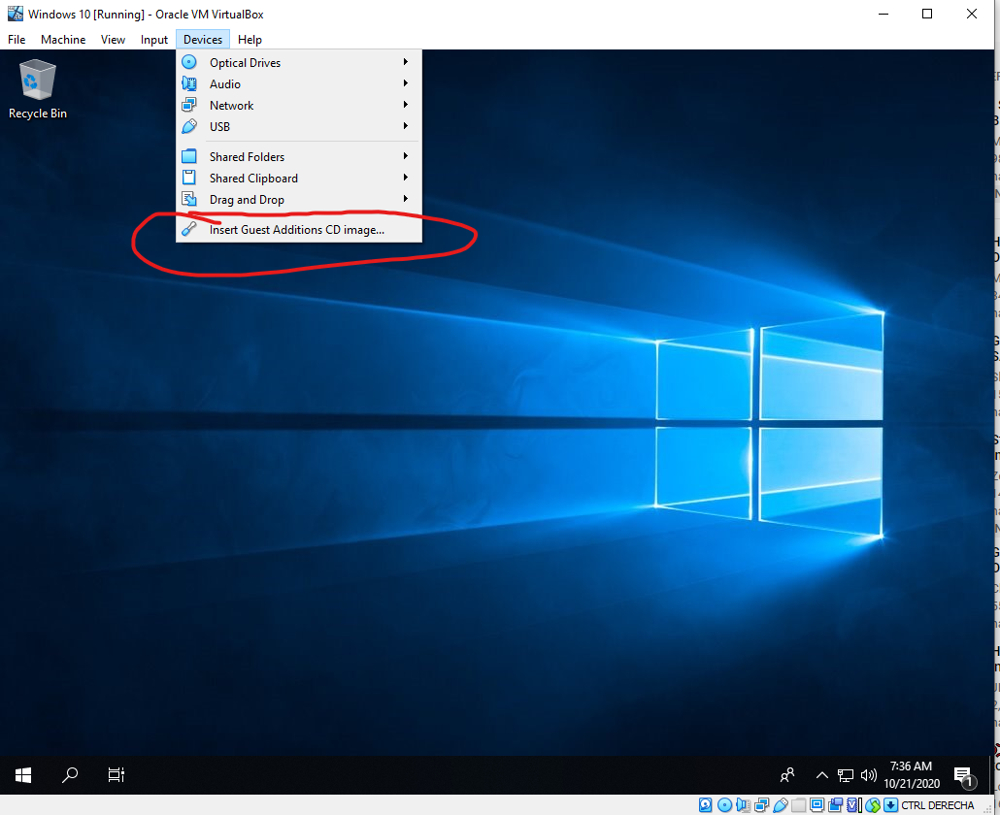 Windows 10 [Running] - Oracle VM VirtualBox
File Machine View Input Devices Help
Optical Drives
Audio
Network
USB
Shared Folders
Shared Clipboard
Drag and Drop
Insert Guest Additions CD image...
Recycle Bin
7:36 AM
10/21/2020
1
CTRL DERECHA